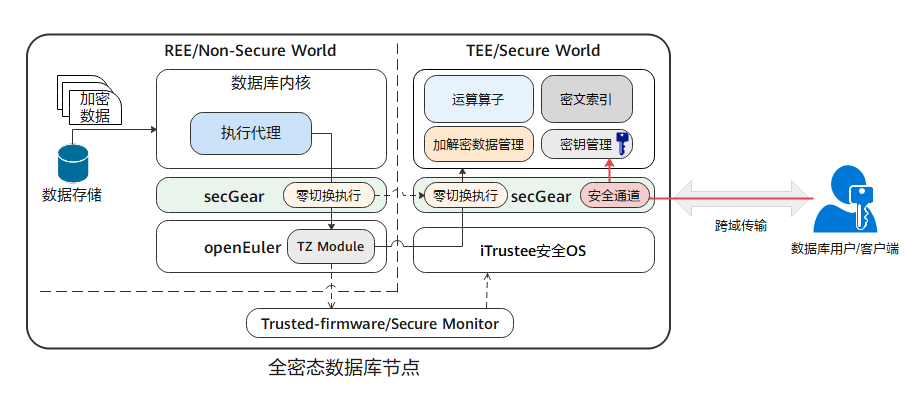 REE/Non-Secure World
TEE/Secure World
加密
数据
数据存储
数据库内核
执行代理
运算算子
密文索引
加解密数据管理
密钥管理
secGear
零切换执行
零切换执行
secGear
安全通道
跨域传输
数据库用户/客户端
openEuler
TZ Module
iTrustee安全OS
Trusted-firmware/Secure Monitor
全密态数据库节点